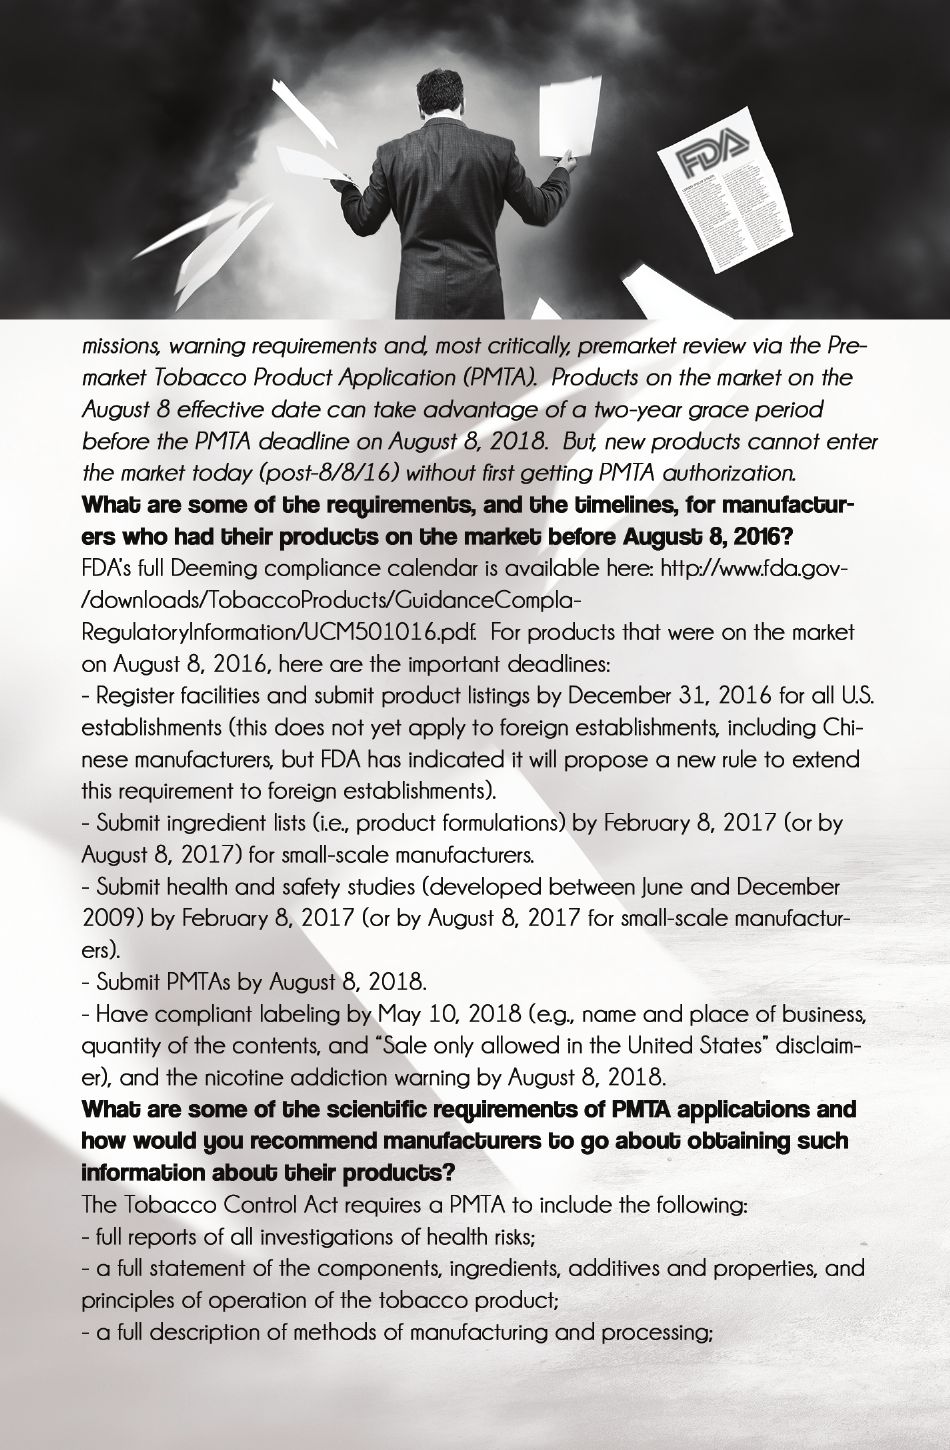 FDA
missions, warning requirements and, most critically, premarket review via the Pre-
market Tobacco Product Application (PMTA).  Products on the market on the
August 8 effective date can take advantage of a two-year grace period
before the PMTA deadline on August 8, 2018.  But, new products cannot enter
the market today (post-8/8/16) without first getting PMTA authorization.
What are some of the requirements, and the timelines, for manufactur-
ers who had their products on the market before August 8, 2016?
FDA's full Deeming compliance calendar is available here: http://www.fda.gov-
/downloads/TobaccoProducts/GuidanceCompla-
RegulatoryInformation/UCM501016.pdf.  For products that were on the market
on August 8, 2016, here are the important deadlines:
- Register facilities and submit product listings by December 31, 2016 for all U.S.
establishments (this does not yet apply to foreign establishments, including Chi-
nese manufacturers, but FDA has indicated it will propose a new rule to extend
this requirement to foreign establishments).
- Submit ingredient lists (i.e., product formulations) by February 8, 2017 (or by
August 8, 2017) for small-scale manufacturers.
- Submit health and safety studies (developed between June and December
2009) by February 8, 2017 (or by August 8, 2017 for small-scale manufactur-
ers).
- Submit PMTAs by August 8, 2018.
- Have compliant labeling by May 10, 2018 (e.g., name and place of business,
quantity of the contents, and “Sale only allowed in the United States” disclaim-
er), and the nicotine addiction warning by August 8, 2018.
What are some of the scientific requirements of PMTA applications and
how would you recommend manufacturers to go about obtaining such
information about their products?
The Tobacco Control Act requires a PMTA to include the following:
- full reports of all investigations of health risks;
- a full statement of the components, ingredients, additives and properties, and
principles of operation of the tobacco product;
- a full description of methods of manufacturing and processing;